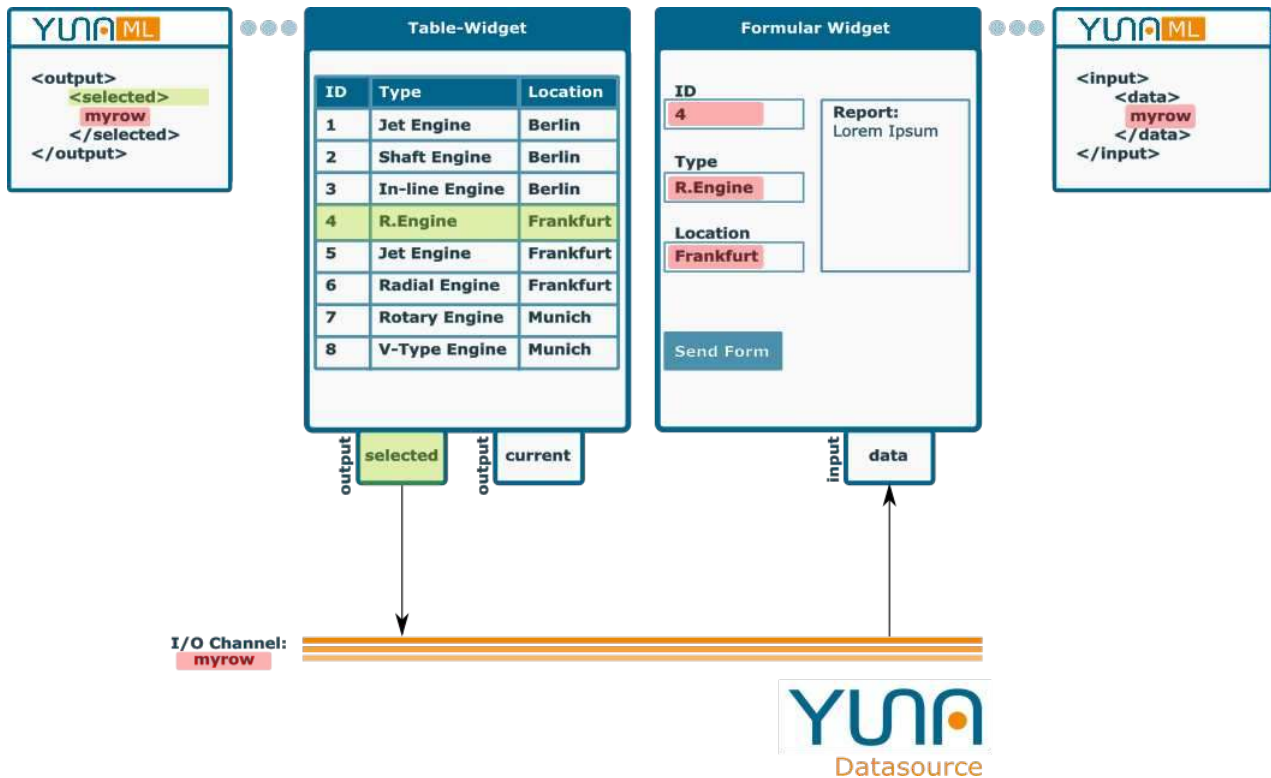 YUNA ML
<output>
<selected>
myrow
</selected>
</output>
Table-Widget
ID Type Location
1 Jet Engine Berlin
2 Shaft Engine Berlin
3 In-line Engine Berlin
4 R.Engine Frankfurt
5 Jet Engine Frankfurt
6 Radial Engine Frankfurt
7 Rotary Engine Munich
8 V-Type Engine Munich
output
selected
output
current
Formular Widget
ID
4
Type
R.Engine
Location
Frankfurt
Report:
Lorem Ipsum
Send Form
input
data
YUNA ML
<input>
<data>
myrow
</data>
</input>
I/O Channel:
myrow
YUNA
Datasource